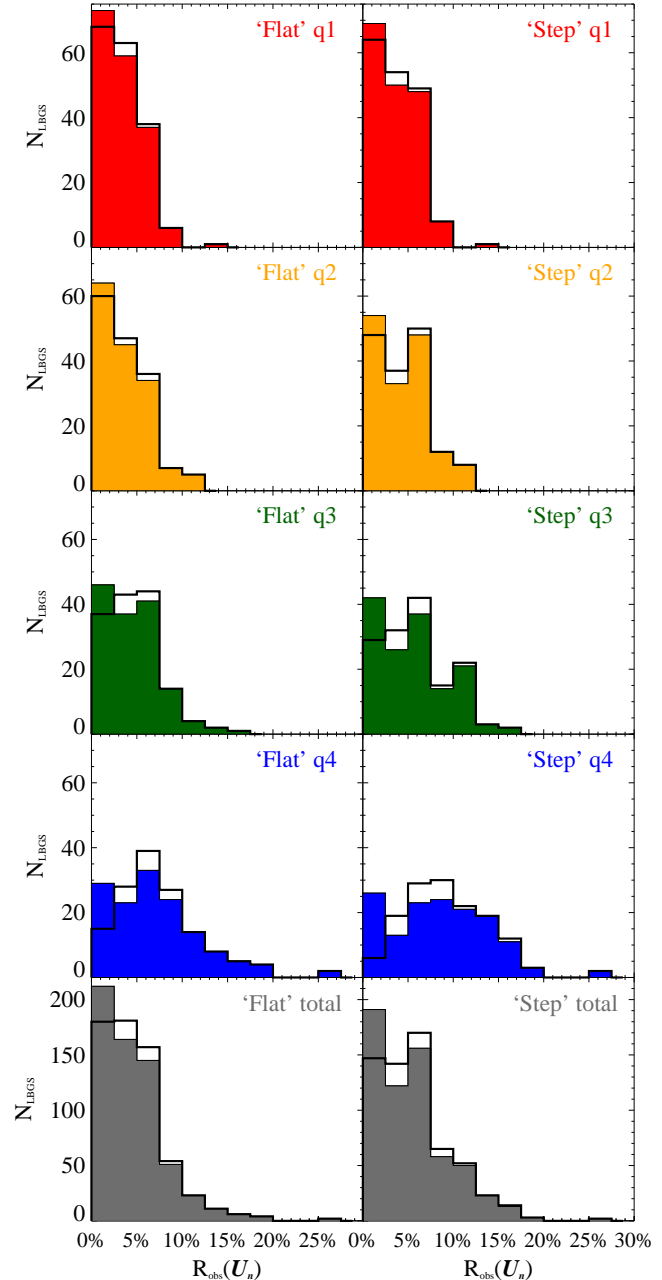 ‘Flat’ q1
‘Step’ q1
60
40
20
0
N_LBGS
‘Flat’ q2
‘Step’ q2
60
40
20
0
N_LBGS
‘Flat’ q3
‘Step’ q3
60
40
20
0
N_LBGS
‘Flat’ q4
‘Step’ q4
60
40
20
0
N_LBGS
‘Flat’ total
‘Step’ total
200
150
100
50
0
N_LBGS
0% 5% 10% 15% 20% 25% 0% 5% 10% 15% 20% 25% 30%
R_obs(U_n) R_obs(U_n)